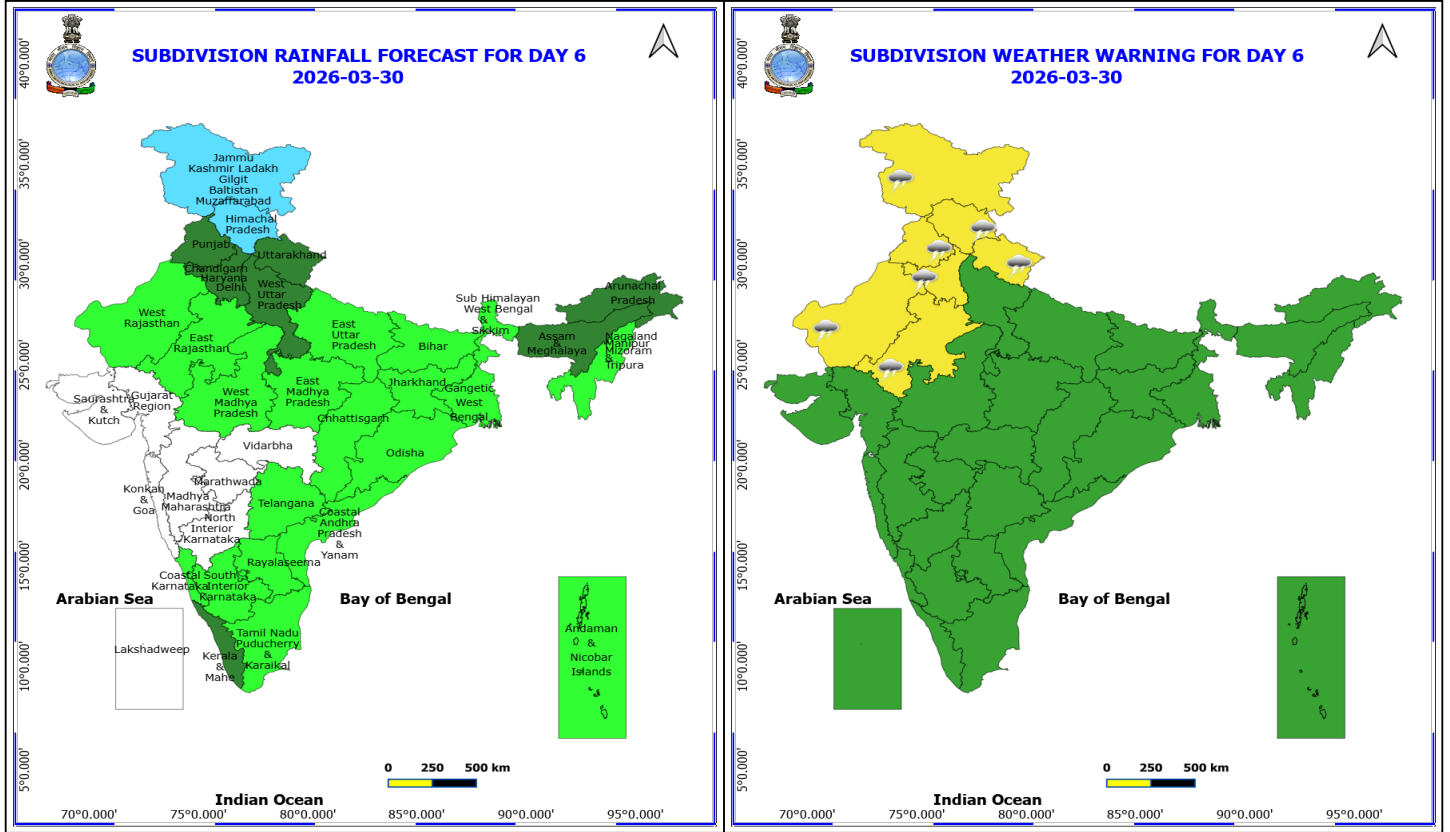 SUBDIVISION RAINFALL FORECAST FOR DAY 6
2026-03-30
40°0.000'
35°0.000'
30°0.000'
25°0.000'
20°0.000'
15°0.000'
10°0.000'
5°0.000'
Jammu
Kashmir Ladakh
Gilgit
Baltistan
Muzaffarabad
Himachal
Pradesh
Punjab
Uttarakhand
Chandigarh
Haryana
Delhi
West
Uttar
Pradesh
West
Rajasthan
East
Rajasthan
East
Uttar
Pradesh
Bihar
Sub Himalayan
West Bengal
&
Sikkim
Arunachal
Pradesh
Assam
&
Meghalaya
Nagaland
Manipur
Mizoram
&
Tripura
Saurashtra
&
Kutch
Gujarat
Region
West
Madhya
Pradesh
East
Madhya
Pradesh
Jharkhand
Gangetic
West
Bengal
Chhattisgarh
Odisha
Vidarbha
Marathwada
Konkan
&
Goa
Madhya
Maharashtra
North
Interior
Karnataka
Telangana
Coastal
Andhra
Pradesh
&
Yanam
Rayalaseema
Coastal
Karnataka
South
Interior
Karnataka
Arabian Sea
Bay of Bengal
Lakshadweep
Kerala
&
Mahe
Tamil Nadu
Puducherry
&
Karaikal
Andaman
&
Nicobar
Islands
0 250 500 km
Indian Ocean
70°0.000' 75°0.000' 80°0.000' 85°0.000' 90°0.000' 95°0.000'
SUBDIVISION WEATHER WARNING FOR DAY 6
2026-03-30
40°0.000'
35°0.000'
30°0.000'
25°0.000'
20°0.000'
15°0.000'
10°0.000'
5°0.000'
Arabian Sea
Bay of Bengal
0 250 500 km
Indian Ocean
70°0.000' 75°0.000' 80°0.000' 85°0.000' 90°0.000' 95°0.000'